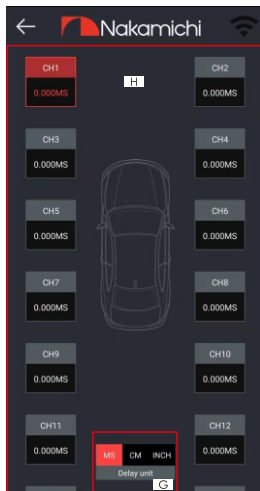 Nakamichi
CH1 CH2
0.000MS 0.000MS
H
CH3 CH4
0.000MS 0.000MS
CH5 CH6
0.000MS 0.000MS
CH7 CH8
0.000MS 0.000MS
CH9 CH10
0.000MS 0.000MS
CH11 CH12
0.000MS 0.000MS
MS CM INCH
Delay unit
G